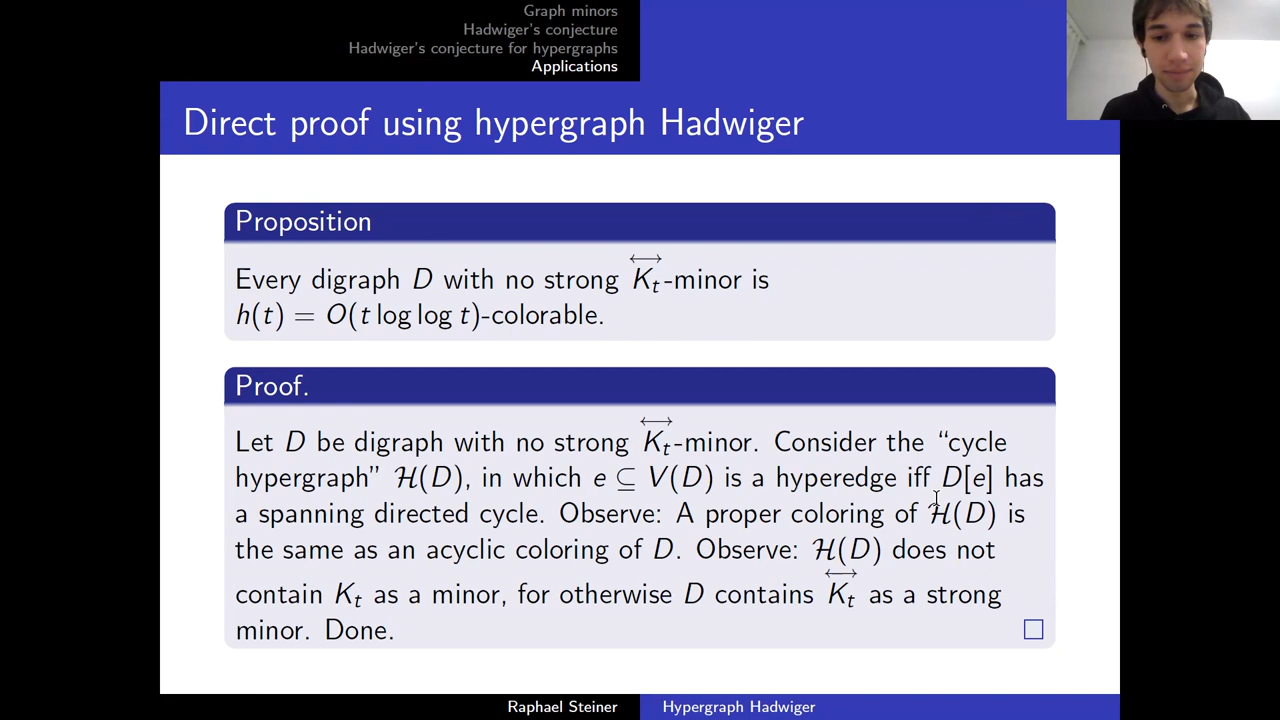 Graph minors
Hadwiger's conjecture
Hadwiger's conjecture for hypergraphs
Applications
Direct proof using hypergraph Hadwiger
Proposition
Every digraph D with no strong K⃡ₜ-minor is
h(t) = O(t log log t)-colorable.
Proof.
Let D be digraph with no strong K⃡ₜ-minor. Consider the “cycle
hypergraph” ℋ(D), in which e ⊆ V(D) is a hyperedge iff D[e] has
a spanning directed cycle. Observe: A proper coloring of ℋ(D) is
the same as an acyclic coloring of D. Observe: ℋ(D) does not
contain Kₜ as a minor, for otherwise D contains K⃡ₜ as a strong
minor. Done. □
Raphael Steiner Hypergraph Hadwiger